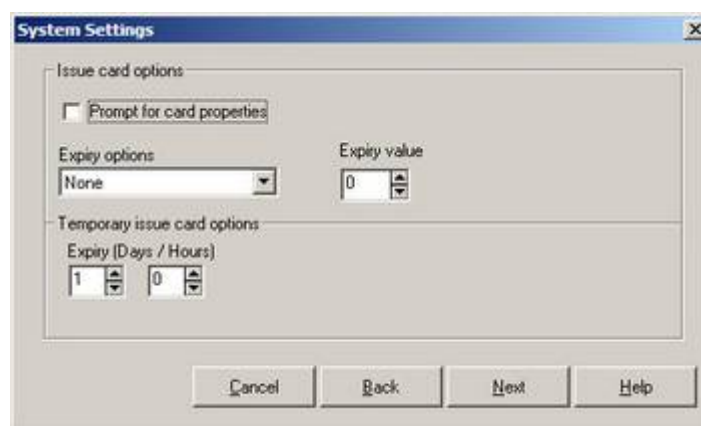 System Settings
Issue card options
Prompt for card properties
Expiry options Expiry value
None 0
Temporary issue card options
Expiry (Days / Hours)
1 0
Cancel Back Next Help